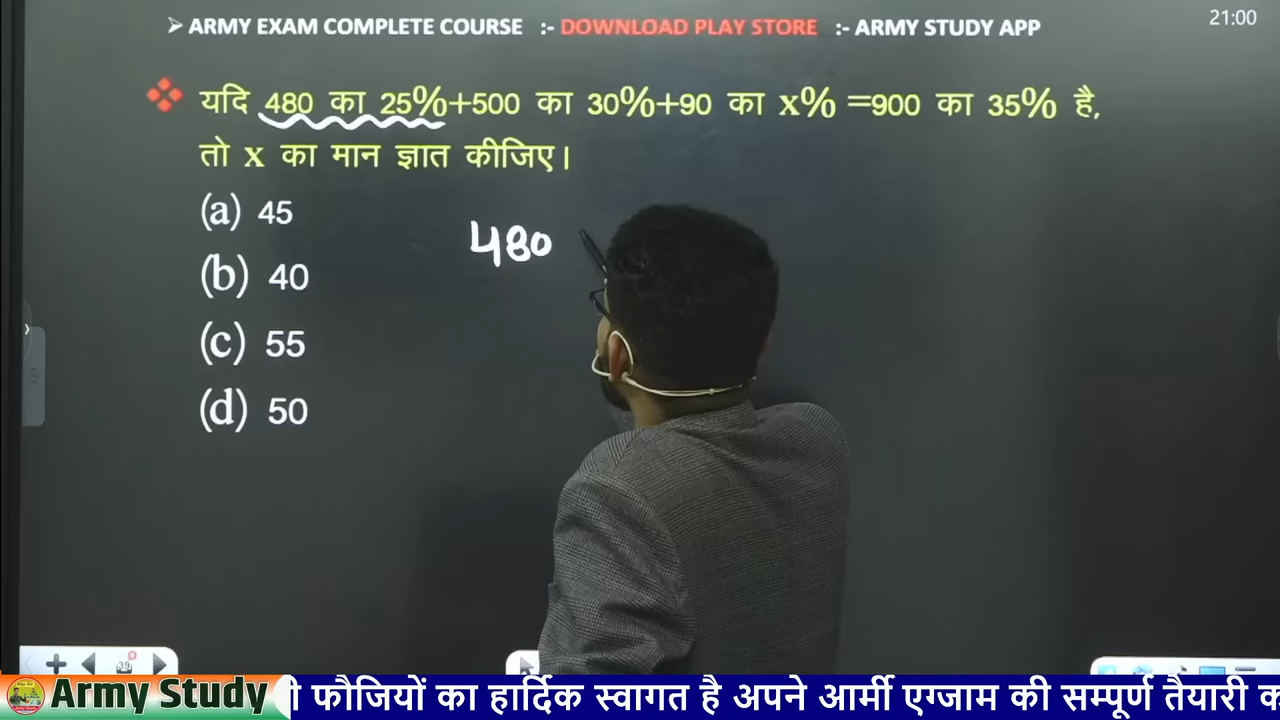 ➢ ARMY EXAM COMPLETE COURSE :- DOWNLOAD PLAY STORE :- ARMY STUDY APP
21:00
❖ यदि 480 का 25%+500 का 30%+90 का x% =900 का 35% है,
तो x का मान ज्ञात कीजिए।
(a) 45
480
(b) 40
(c) 55
(d) 50
39
Army Study
फौजियों का हार्दिक स्वागत है अपने आर्मी एग्जाम की सम्पूर्ण तैयारी